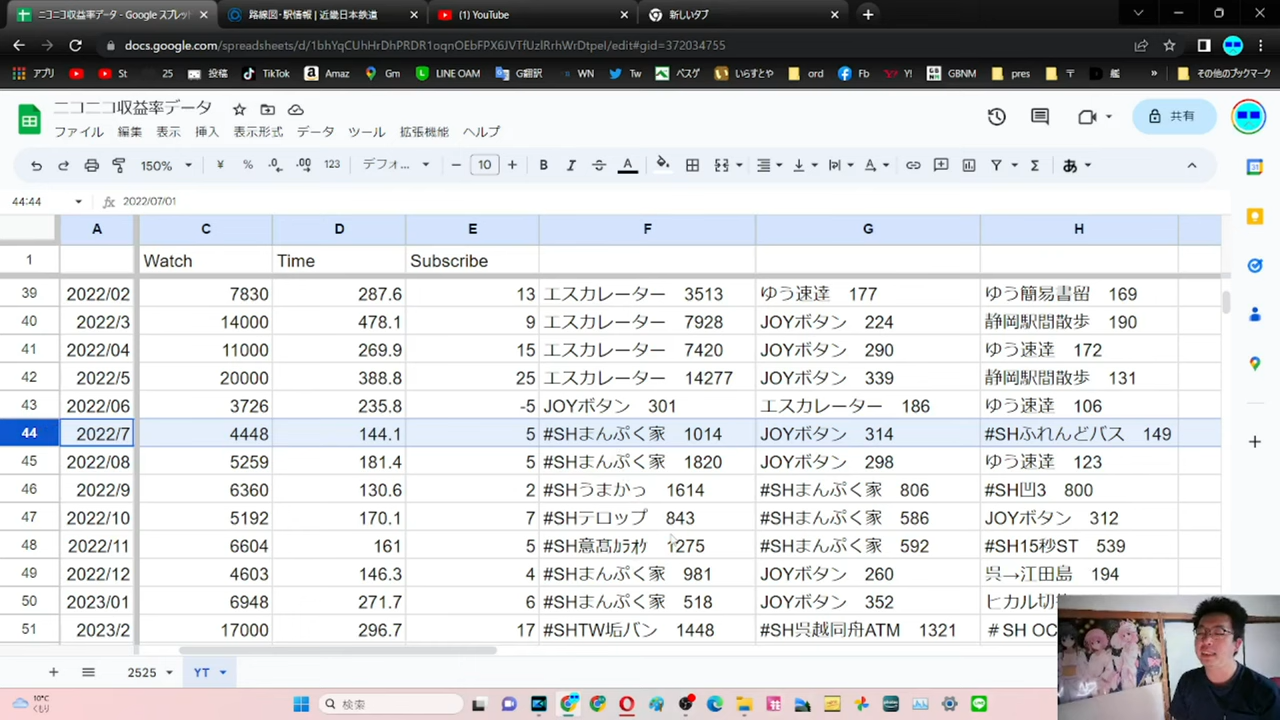 ニコニコ収益率データ - Google スプレッ
路線図・駅情報 | 近畿日本鉄道
(1) YouTube
新しいタブ
docs.google.com/spreadsheets/d/1bhYqCUhHrDhPRDR1oqnOEbFPX6JVTfUzIRrhWrDtpeI/edit#gid=372034755
アプリ St 25 投稿 TikTok Amaz Gm LINE OAM G翻訳 WN Tw ベスゲ いらすとや ord Fb Y! GBNM pres 〒 艦 » その他のブックマーク
ニコニコ収益率データ
ファイル 編集 表示 挿入 表示形式 データ ツール 拡張機能 ヘルプ
共有
150% ¥ % .0 .00 123 デフォ... − 10 + B I A Σ あ
44:44 fx 2022/07/01
A C D E F G H
1 Watch Time Subscribe
39 2022/02 7830 287.6 13 エスカレーター 3513 ゆう速達 177 ゆう簡易書留 169
40 2022/3 14000 478.1 9 エスカレーター 7928 JOYボタン 224 静岡駅間散歩 190
41 2022/04 11000 269.9 15 エスカレーター 7420 JOYボタン 290 ゆう速達 172
42 2022/5 20000 388.8 25 エスカレーター 14277 JOYボタン 339 静岡駅間散歩 131
43 2022/06 3726 235.8 -5 JOYボタン 301 エスカレーター 186 ゆう速達 106
44 2022/7 4448 144.1 5 #SHまんぷく家 1014 JOYボタン 314 #SHふれんどバス 149
45 2022/08 5259 181.4 5 #SHまんぷく家 1820 JOYボタン 298 ゆう速達 123
46 2022/9 6360 130.6 2 #SHうまかっ 1614 #SHまんぷく家 806 #SH凹3 800
47 2022/10 5192 170.1 7 #SHテロップ 843 #SHまんぷく家 586 JOYボタン 312
48 2022/11 6604 161 5 #SH意髙ｶﾗｵｹ 1275 #SHまんぷく家 592 #SH15秒ST 539
49 2022/12 4603 146.3 4 #SHまんぷく家 981 JOYボタン 260 呉→江田島 194
50 2023/01 6948 271.7 6 #SHまんぷく家 518 JOYボタン 352 ヒカル切
51 2023/2 17000 296.7 17 #SHTW垢バン 1448 #SH呉越同舟ATM 1321 ＃SH OC
2525 YT
10°C
くもり
検索